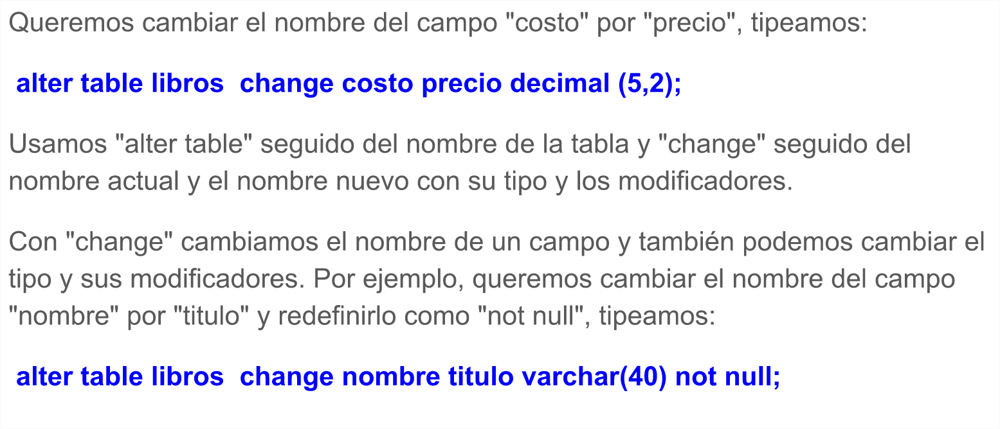 Queremos cambiar el nombre del campo "costo" por "precio", tipeamos:
alter table libros  change costo precio decimal (5,2);
Usamos "alter table" seguido del nombre de la tabla y "change" seguido del
nombre actual y el nombre nuevo con su tipo y los modificadores.
Con "change" cambiamos el nombre de un campo y también podemos cambiar el
tipo y sus modificadores. Por ejemplo, queremos cambiar el nombre del campo
"nombre" por "titulo" y redefinirlo como "not null", tipeamos:
alter table libros  change nombre titulo varchar(40) not null;